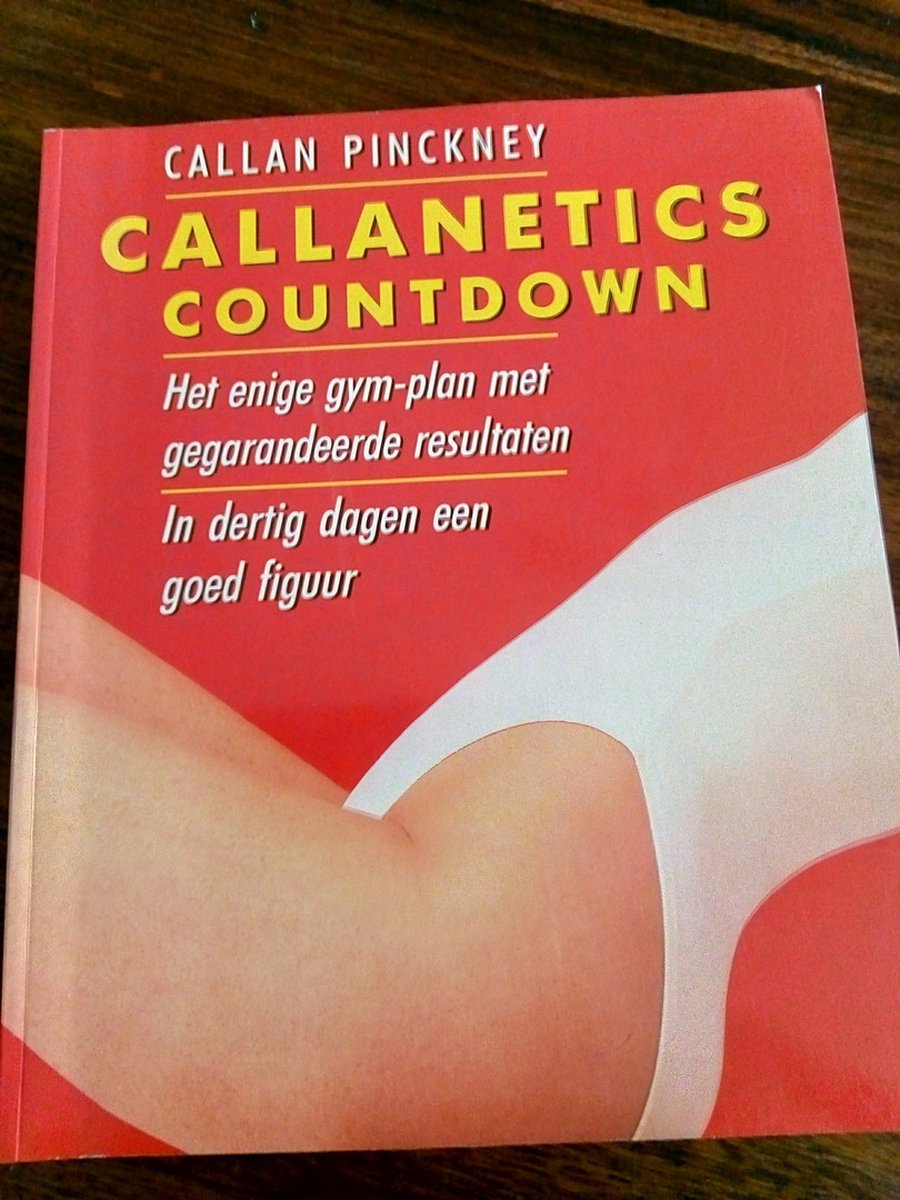 CALLAN PINCKNEY
CALLANETICS
COUNTDOWN
Het enige gym-plan met
gegarandeerde resultaten
In dertig dagen een
goed figuur